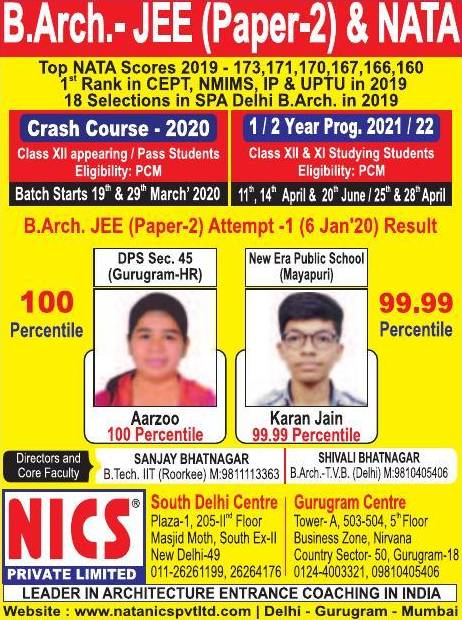 B.Arch.- JEE (Paper-2) & NATA
Top NATA Scores 2019 - 173,171,170,167,166,160
1st Rank in CEPT, NMIMS, IP & UPTU in 2019
18 Selections in SPA Delhi B.Arch. in 2019
Crash Course - 2020
Class XII appearing / Pass Students
Eligibility: PCM
Batch Starts 19th & 29th March' 2020
1 / 2 Year Prog. 2021 / 22
Class XII & XI Studying Students
Eligibility: PCM
11th, 14th April & 20th June / 25th & 28th April
B.Arch. JEE (Paper-2) Attempt -1 (6 Jan'20) Result
100
Percentile
DPS Sec. 45
(Gurugram-HR)
Aarzoo
100 Percentile
New Era Public School
(Mayapuri)
Karan Jain
99.99 Percentile
99.99
Percentile
Directors and
Core Faculty
SANJAY BHATNAGAR
B.Tech. IIT (Roorkee) M:9811113363
SHIVALI BHATNAGAR
B.Arch.-T.V.B. (Delhi) M:9810405406
NICS®
PRIVATE LIMITED
South Delhi Centre
Plaza-1, 205-IInd Floor
Masjid Moth, South Ex-II
New Delhi-49
011-26261199, 26264176
Gurugram Centre
Tower- A, 503-504, 5th Floor
Business Zone, Nirvana
Country Sector- 50, Gurugram-18
0124-4003321, 09810405406
LEADER IN ARCHITECTURE ENTRANCE COACHING IN INDIA
Website : www.natanicspvtltd.com | Delhi - Gurugram - Mumbai